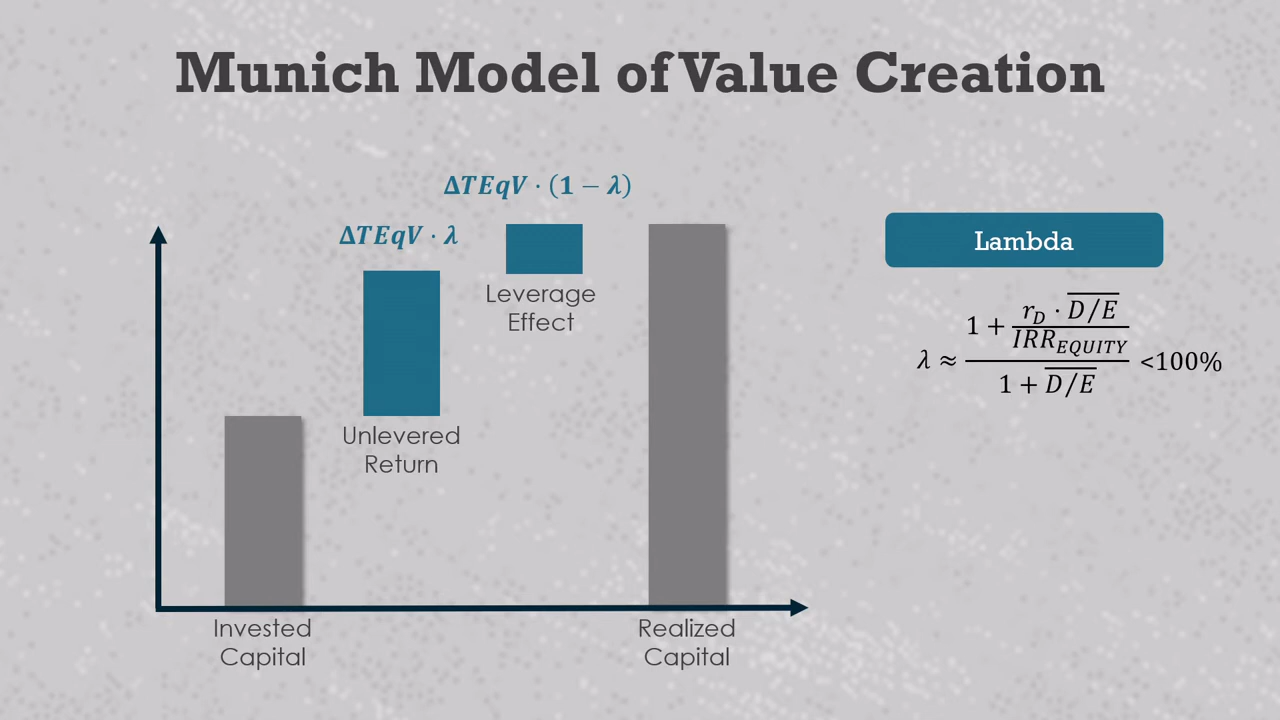 Munich Model of Value Creation
ΔTEqV · (1 − λ)
ΔTEqV · λ
Leverage
Effect
Unlevered
Return
Invested
Capital
Realized
Capital
Lambda
λ ≈ (1 + (r_D · D/E̅) / IRR_EQUITY) / (1 + D/E̅) <100%